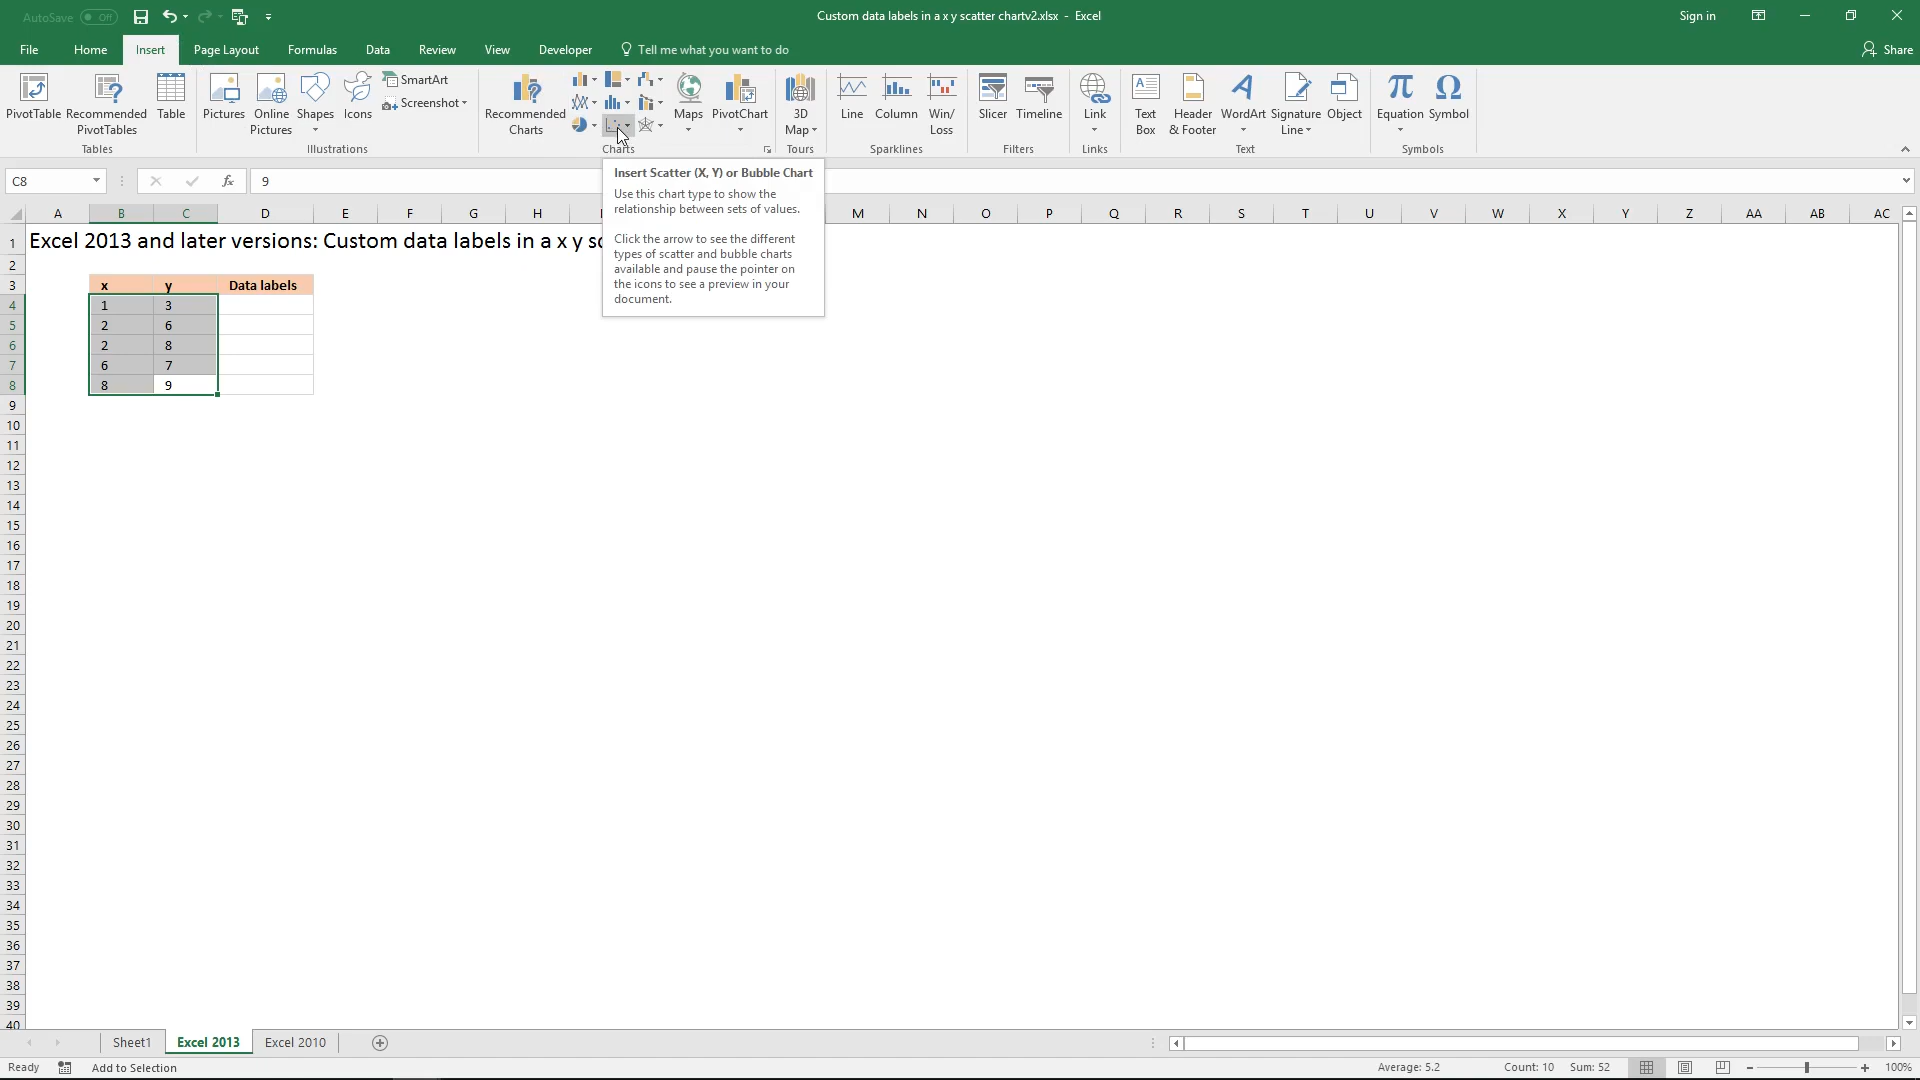 AutoSave Off
Custom data labels in a x y scatter chartv2.xlsx - Excel
Sign in
File Home Insert Page Layout Formulas Data Review View Developer Tell me what you want to do Share
PivotTable
Recommended
PivotTables
Table
Pictures
Online
Pictures
Shapes
Icons
SmartArt
Screenshot
Recommended
Charts
Maps
PivotChart
3D
Map
Line
Column
Win/
Loss
Slicer
Timeline
Link
Text
Box
Header
& Footer
WordArt
Signature
Line
Object
Equation
Symbol
Tables Illustrations Charts Tours Sparklines Filters Links Text Symbols
C8 fx 9
Insert Scatter (X, Y) or Bubble Chart
Use this chart type to show the
relationship between sets of values.
Click the arrow to see the different
types of scatter and bubble charts
available and pause the pointer on
the icons to see a preview in your
document.
A B C D E F G H M N O P Q R S T U V W X Y Z AA AB AC
1 Excel 2013 and later versions: Custom data labels in a x y sc
2
3 x y Data labels
4 1 3
5 2 6
6 2 8
7 6 7
8 8 9
9
10
11
12
13
14
15
16
17
18
19
20
21
22
23
24
25
26
27
28
29
30
31
32
33
34
35
36
37
38
39
40
Sheet1 Excel 2013 Excel 2010
Ready Add to Selection Average: 5.2 Count: 10 Sum: 52 100%